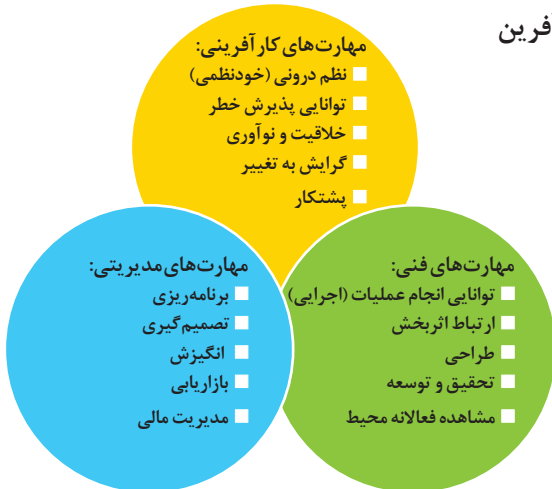 فرین
مهارت‌های کارآفرینی:
نظم درونی (خودنظمی)
توانایی پذیرش خطر
خلاقیت و نوآوری
گرایش به تغییر
پشتکار
مهارت‌های فنی:
توانایی انجام عملیات (اجرایی)
ارتباط اثربخش
طراحی
تحقیق و توسعه
مشاهده فعالانه محیط
مهارت‌های مدیریتی:
برنامه‌ریزی
تصمیم‌گیری
انگیزش
بازاریابی
مدیریت مالی